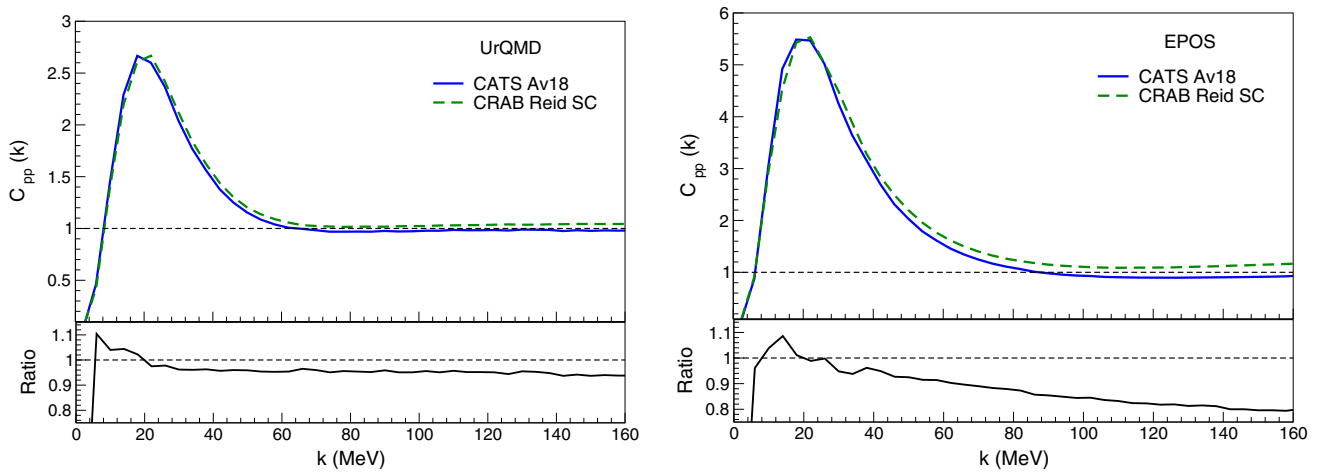 3
2.5
2
1.5
1
0.5
C pp (k)
UrQMD
CATS Av18
CRAB Reid SC
1.1
1
0.9
0.8
Ratio
0 20 40 60 80 100 120 140 160
k (MeV)
6
5
4
3
2
1
C pp (k)
EPOS
CATS Av18
CRAB Reid SC
1.1
1
0.9
0.8
Ratio
0 20 40 60 80 100 120 140 160
k (MeV)